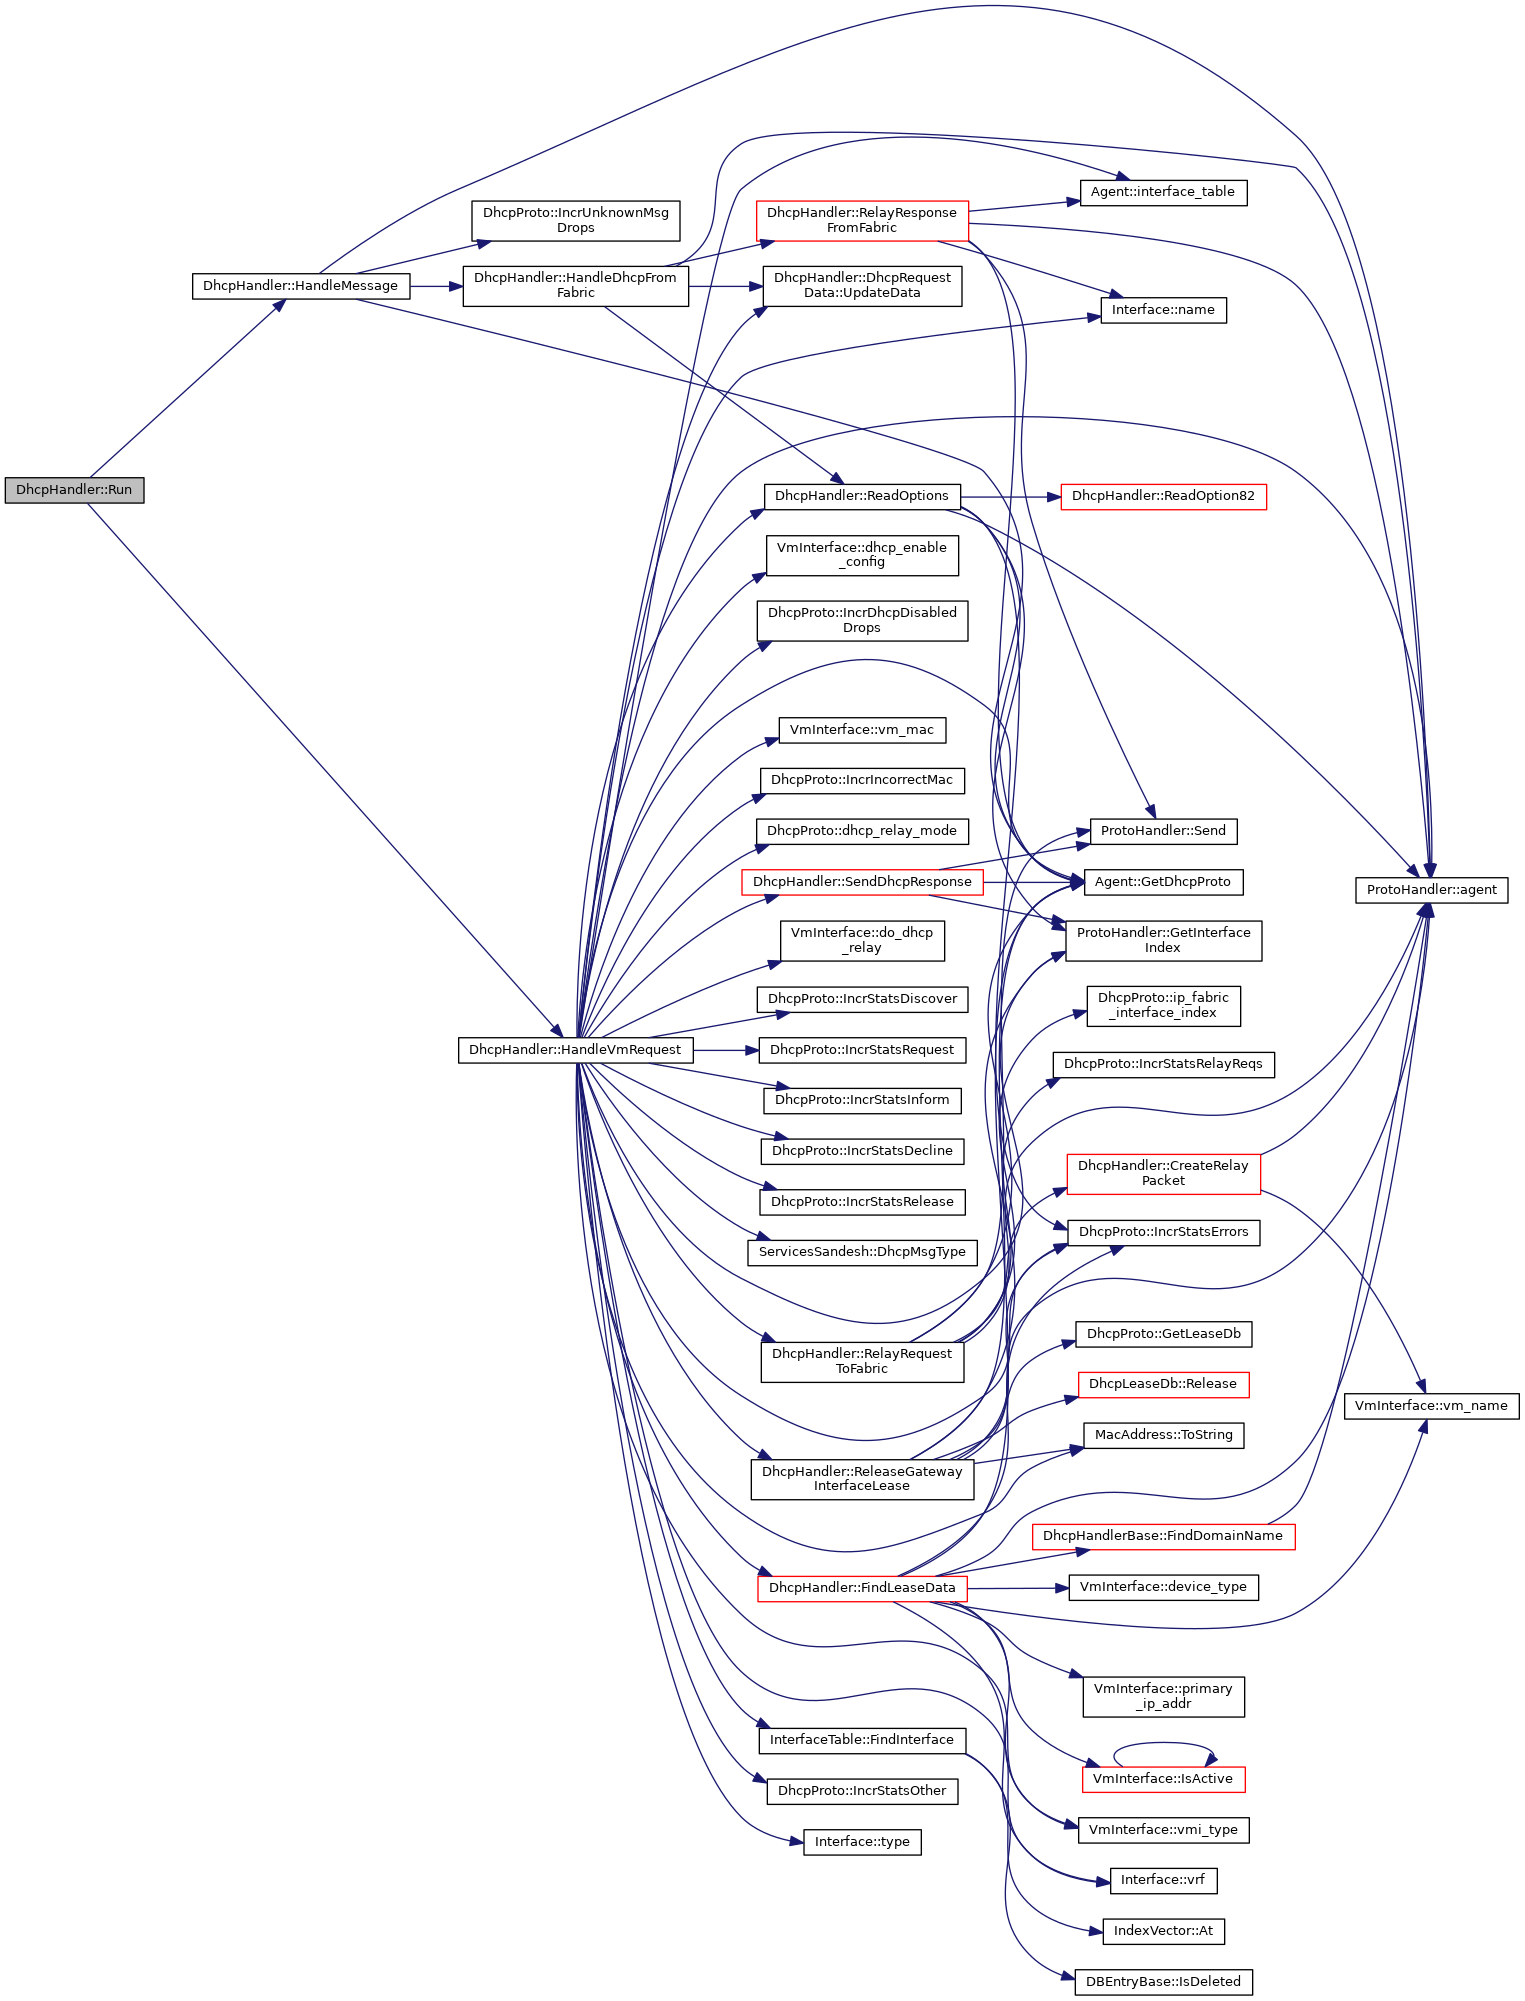 DhcpHandler::Run
DhcpHandler::HandleMessage
DhcpHandler::HandleVmRequest
DhcpProto::IncrUnknownMsg
Drops
DhcpHandler::HandleDhcpFrom
Fabric
DhcpHandler::RelayResponse
FromFabric
DhcpHandler::DhcpRequest
Data::UpdateData
DhcpHandler::ReadOptions
VmInterface::dhcp_enable
_config
DhcpProto::IncrDhcpDisabled
Drops
VmInterface::vm_mac
DhcpProto::IncrIncorrectMac
DhcpProto::dhcp_relay_mode
DhcpHandler::SendDhcpResponse
VmInterface::do_dhcp
_relay
DhcpProto::IncrStatsDiscover
DhcpProto::IncrStatsRequest
DhcpProto::IncrStatsInform
DhcpProto::IncrStatsDecline
DhcpProto::IncrStatsRelease
ServicesSandesh::DhcpMsgType
DhcpHandler::RelayRequest
ToFabric
DhcpHandler::ReleaseGateway
InterfaceLease
DhcpHandler::FindLeaseData
InterfaceTable::FindInterface
DhcpProto::IncrStatsOther
Interface::type
Agent::interface_table
Interface::name
DhcpHandler::ReadOption82
ProtoHandler::Send
Agent::GetDhcpProto
ProtoHandler::GetInterface
Index
DhcpProto::ip_fabric
_interface_index
DhcpProto::IncrStatsRelayReqs
DhcpHandler::CreateRelay
Packet
DhcpProto::IncrStatsErrors
DhcpProto::GetLeaseDb
DhcpLeaseDb::Release
MacAddress::ToString
DhcpHandlerBase::FindDomainName
VmInterface::device_type
VmInterface::primary
_ip_addr
VmInterface::IsActive
VmInterface::vmi_type
Interface::vrf
IndexVector::At
DBEntryBase::IsDeleted
ProtoHandler::agent
VmInterface::vm_name